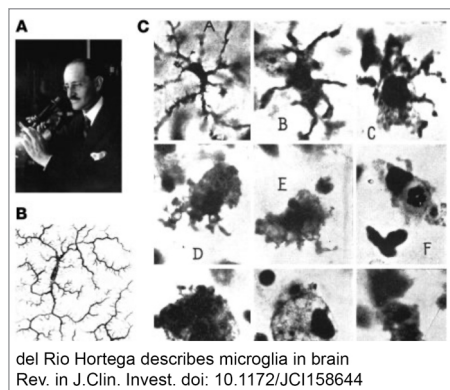 A
C
A
B
C
B
D
E
F
del Rio Hortega describes microglia in brain
Rev. in J.Clin. Invest. doi: 10.1172/JCI158644